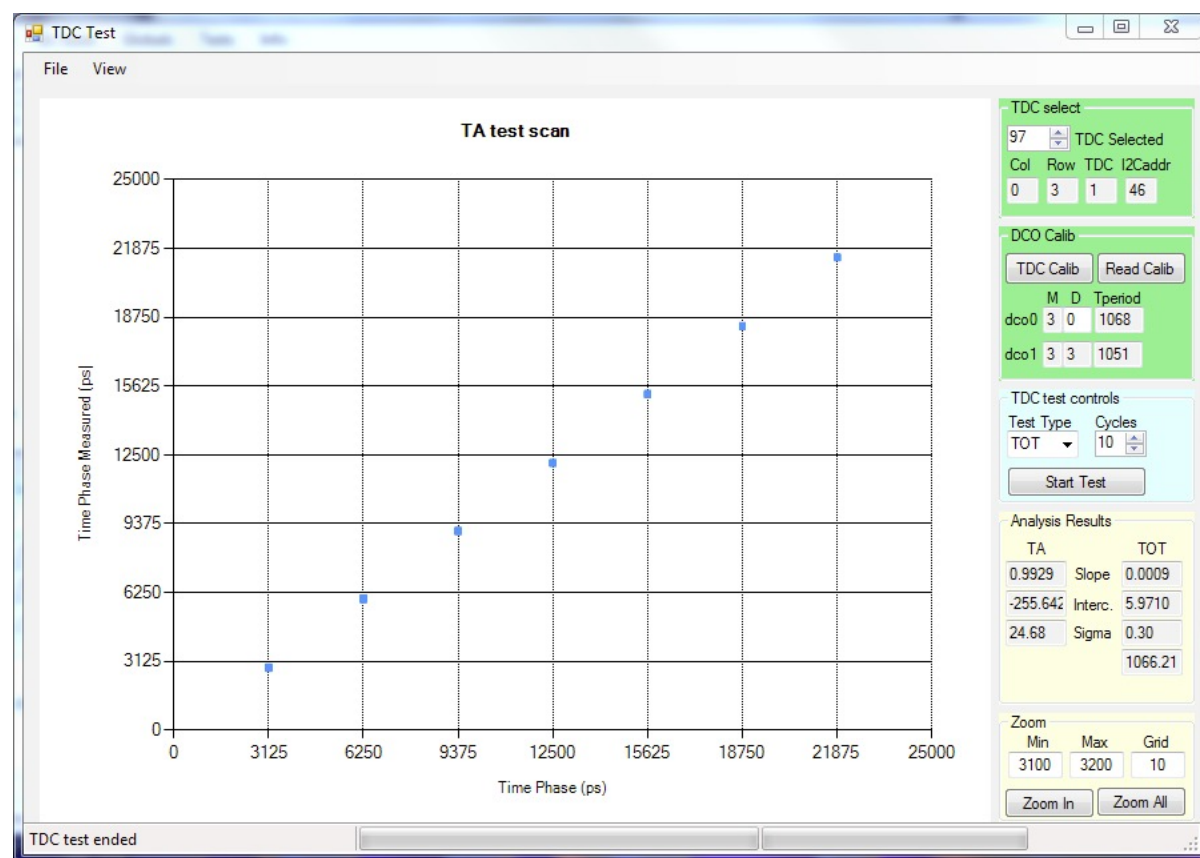 TDC Test
File View
TA test scan
25000
21875
18750
15625
12500
9375
6250
3125
0
Time Phase Measured (ps|
0 3125 6250 9375 12500 15625 18750 21875 25000
Time Phase (ps)
TDC select
97 TDC Selected
Col Row TDC I2Caddr
0 3 1 46
DCO Calib
TDC Calib Read Calib
M D Tperiod
dco0 3 0 1068
dco1 3 3 1051
TDC test controls
Test Type Cycles
TOT 10
Start Test
Analysis Results
TA TOT
0.9929 Slope 0.0009
-255.642 Interc. 5.9710
24.68 Sigma 0.30
1066.21
Zoom
Min Max Grid
3100 3200 10
Zoom In Zoom All
TDC test ended